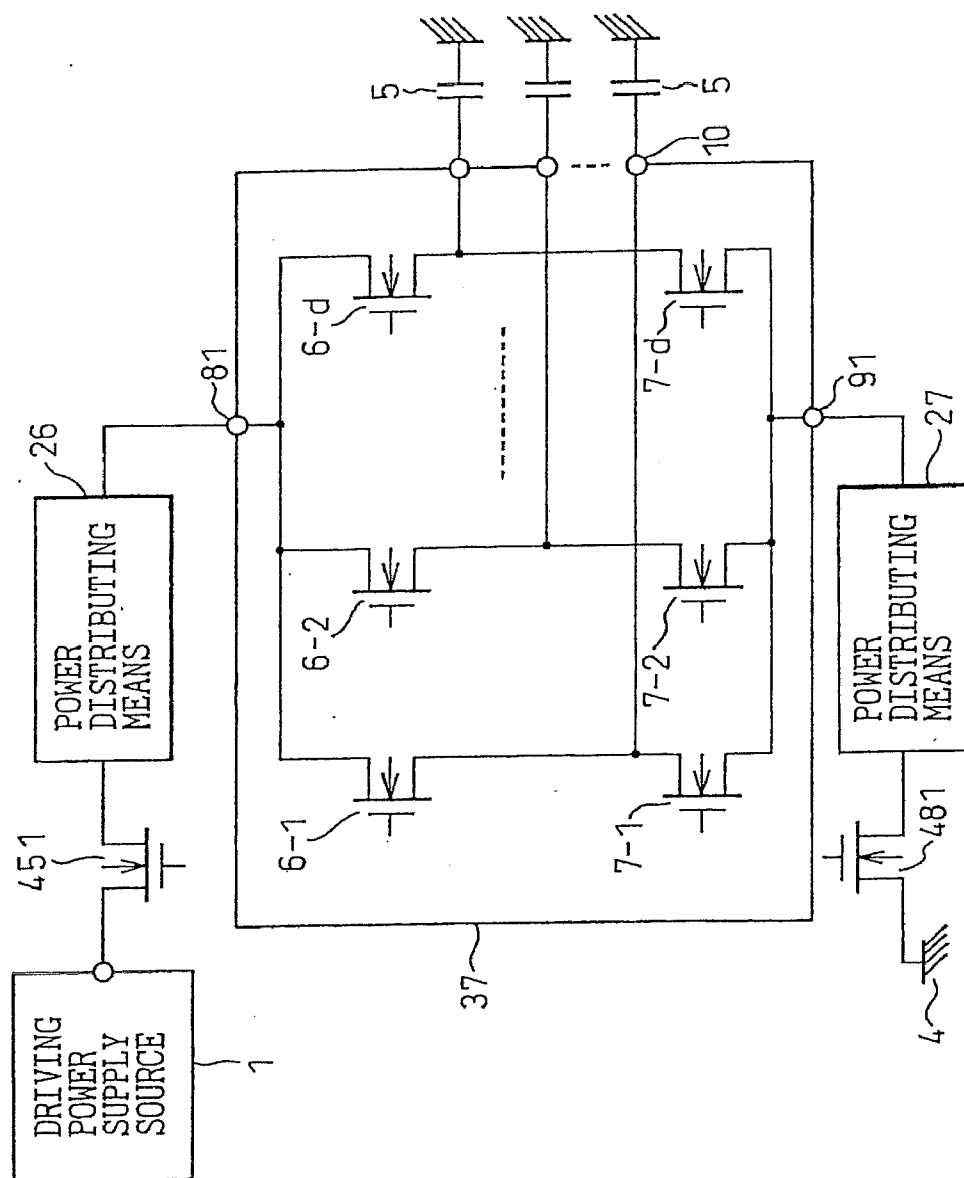 DRIVING
POWER
SUPPLY
SOURCE
1
451
POWER
DISTRIBUTING
MEANS
26
81
37
6-1
6-2
6-d
7-1
7-2
7-d
5
5
10
91
4
481
POWER
DISTRIBUTING
MEANS
27